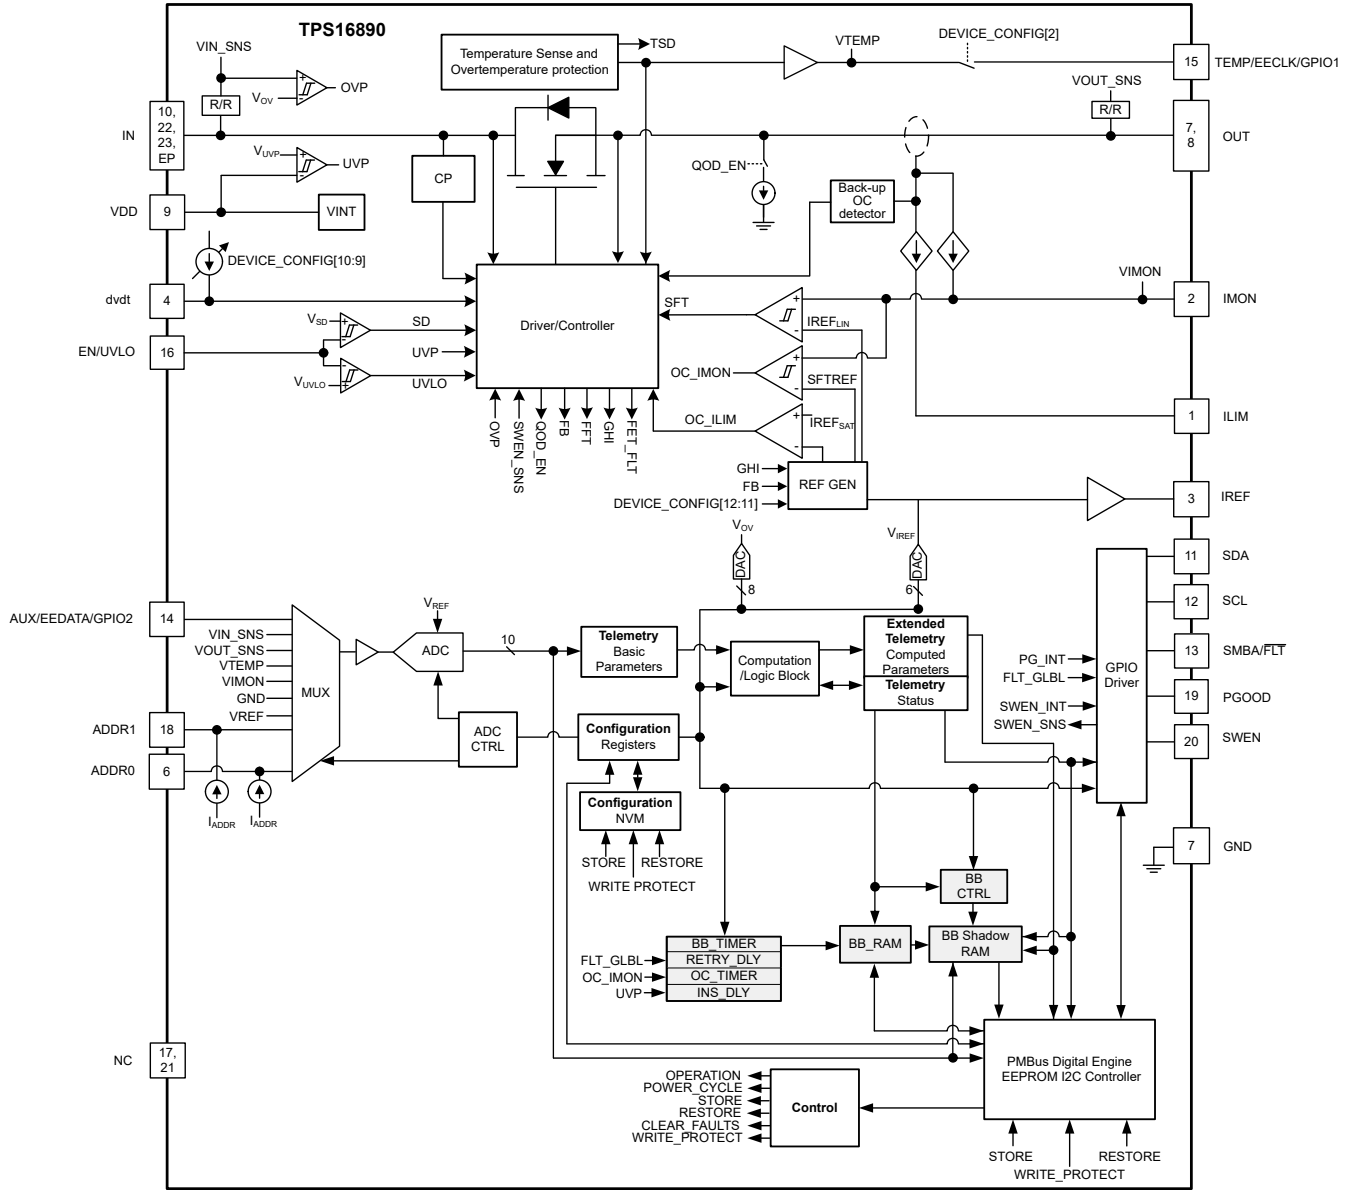 TPS16890
VIN_SNS
OVP
VOV
R/R
IN
10,
22,
23,
EP
VUVP
UVP
VDD
9
VINT
DEVICE_CONFIG[10:9]
dvdt
4
EN/UVLO
16
VSD
SD
UVP
VUVLO
UVLO
Temperature Sense and
Overtemperature protection
TSD
CP
Driver/Controller
OVP
SWEN_SNS
QOD_EN
FB
FFT
GHI
FET_FLT
VTEMP
DEVICE_CONFIG[2]
15
TEMP/EECLK/GPIO1
VOUT_SNS
R/R
7,
8
OUT
QOD_EN
Back-up
OC
detector
VIMON
2
IMON
SFT
+
-
IREFLIN
OC_IMON
+
-
SFTREF
OC_ILIM
+
-
IREFSAT
1
ILIM
GHI
FB
DEVICE_CONFIG[12:11]
REF GEN
3
IREF
VOV
DAC
8
VIREF
DAC
6
11
SDA
12
SCL
13
SMBA/FLT
19
PGOOD
20
SWEN
GPIO
Driver
PG_INT
FLT_GLBL
SWEN_INT
SWEN_SNS
7
GND
AUX/EEDATA/GPIO2
14
VIN_SNS
VOUT_SNS
VTEMP
VIMON
GND
VREF
MUX
ADDR1
18
ADDR0
6
IADDR
IADDR
VREF
ADC
10
ADC
CTRL
Telemetry
Basic
Parameters
Computation
/Logic Block
Extended
Telemetry
Computed
Parameters
Telemetry
Status
Configuration
Registers
Configuration
NVM
STORE
RESTORE
WRITE PROTECT
BB
CTRL
BB_RAM
BB Shadow
RAM
BB_TIMER
RETRY_DLY
OC_TIMER
INS_DLY
FLT_GLBL
OC_IMON
UVP
NC
17,
21
PMBus Digital Engine
EEPROM I2C Controller
STORE
RESTORE
WRITE_PROTECT
Control
OPERATION
POWER_CYCLE
STORE
RESTORE
CLEAR_FAULTS
WRITE_PROTECT